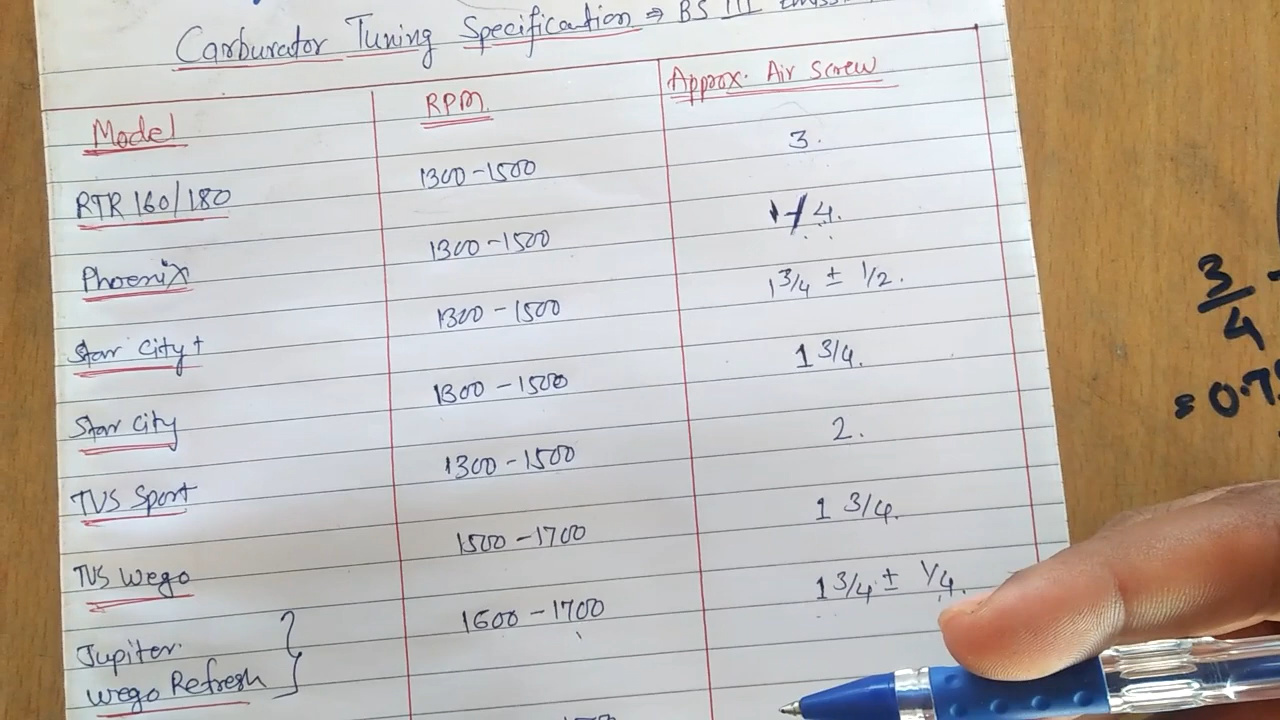 Carburator Tuning Specification ⇒ BS III
Model RPM. Approx. Air Screw
RTR 160/180 1300-1500 3.
Phoenix 1300-1500 4.
Star City+ 1300-1500 1 3/4 ± 1/2.
Star City 1300-1500 1 3/4.
TVS Sport 1300-1500 2.
TVS Wego 1500-1700 1 3/4.
Jupiter. 1600-1700 1 3/4 ± 1/4.
Wego Refresh
3/4
= 0.7